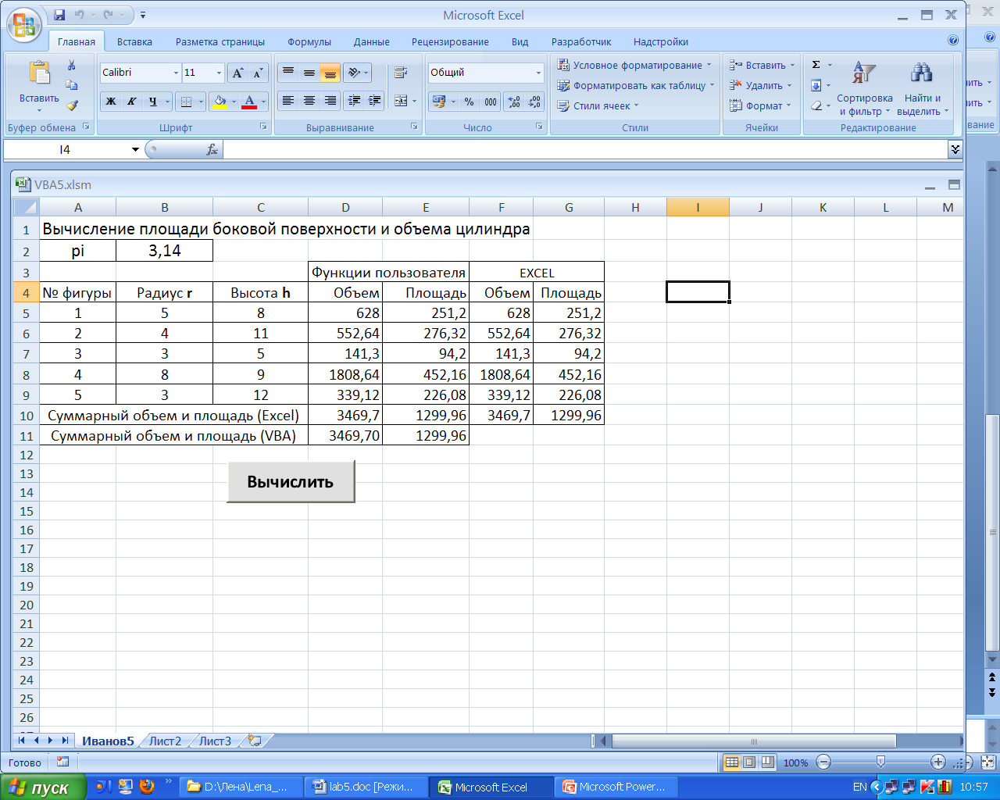 Microsoft Excel
Главная Вставка Разметка страницы Формулы Данные Рецензирование Вид Разработчик Надстройки
Вставить
Calibri 11
Ж К Ч
А
Общий
% 000
Условное форматирование
Форматировать как таблицу
Стили ячеек
Вставить
Удалить
Формат
Σ
Сортировка и фильтр
Найти и выделить
Буфер обмена Шрифт Выравнивание Число Стили Ячейки Редактирование
I4 fx
VBA5.xlsm
A B C D E F G H I J K L M
1 Вычисление площади боковой поверхности и объема цилиндра
2 pi 3,14
3 Функции пользователя EXCEL
4 № фигуры Радиус r Высота h Объем Площадь Объем Площадь
5 1 5 8 628 251,2 628 251,2
6 2 4 11 552,64 276,32 552,64 276,32
7 3 3 5 141,3 94,2 141,3 94,2
8 4 8 9 1808,64 452,16 1808,64 452,16
9 5 3 12 339,12 226,08 339,12 226,08
10 Суммарный объем и площадь (Excel) 3469,7 1299,96 3469,7 1299,96
11 Суммарный объем и площадь (VBA) 3469,70 1299,96
12
13
Вычислить
14
15
16
17
18
19
20
21
22
23
24
25
26
Иванов5 Лист2 Лист3
Готово 100%
пуск D:\Лена\Lena_... lab5.doc [Режи... Microsoft Excel Microsoft Power... EN 10:57